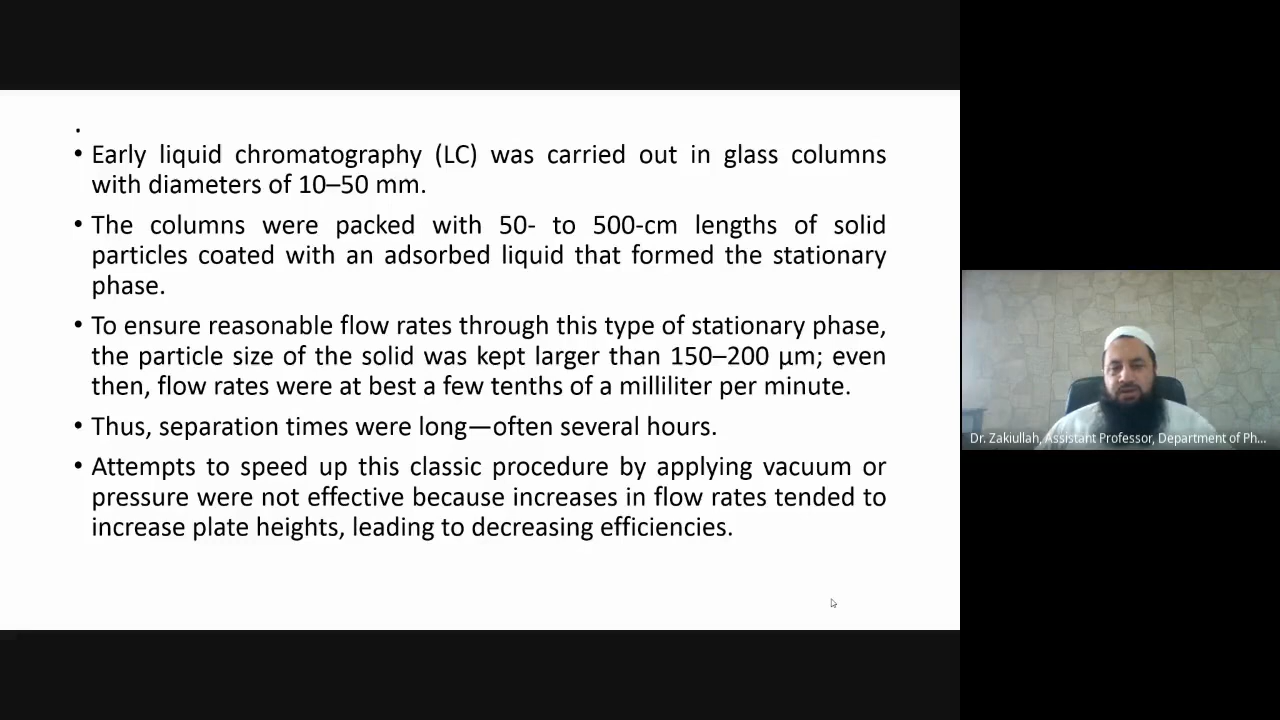 .
• Early liquid chromatography (LC) was carried out in glass columns
with diameters of 10–50 mm.
• The columns were packed with 50- to 500-cm lengths of solid
particles coated with an adsorbed liquid that formed the stationary
phase.
• To ensure reasonable flow rates through this type of stationary phase,
the particle size of the solid was kept larger than 150–200 µm; even
then, flow rates were at best a few tenths of a milliliter per minute.
• Thus, separation times were long—often several hours.
• Attempts to speed up this classic procedure by applying vacuum or
pressure were not effective because increases in flow rates tended to
increase plate heights, leading to decreasing efficiencies.
Dr. Zakiullah, Assistant Professor, Department of Ph...